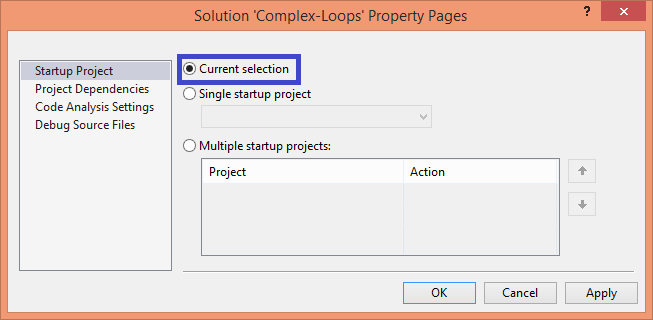 Solution 'Complex-Loops' Property Pages
?
Startup Project
Project Dependencies
Code Analysis Settings
Debug Source Files
Current selection
Single startup project
Multiple startup projects:
Project Action
OK Cancel Apply